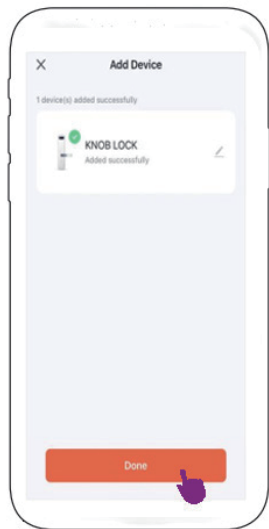 Add Device
1 device(s) added successfully
KNOB LOCK
Added successfully
Done